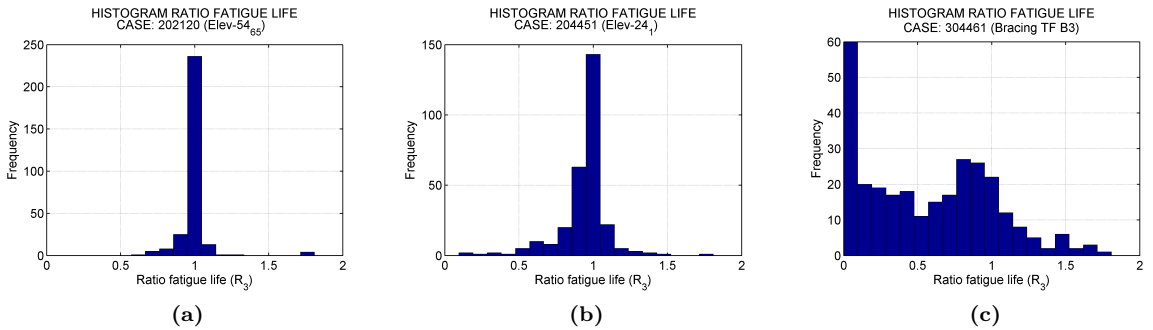 HISTOGRAM RATIO FATIGUE LIFE
CASE: 202120 (Elev-54₆₅)
250
200
150
100
50
0
Frequency
0 0.5 1 1.5 2
Ratio fatigue life (R₃)
(a)
HISTOGRAM RATIO FATIGUE LIFE
CASE: 204451 (Elev-24₁)
150
100
50
0
Frequency
0 0.5 1 1.5 2
Ratio fatigue life (R₃)
(b)
HISTOGRAM RATIO FATIGUE LIFE
CASE: 304461 (Bracing TF B3)
60
50
40
30
20
10
0
Frequency
0 0.5 1 1.5 2
Ratio fatigue life (R₃)
(c)